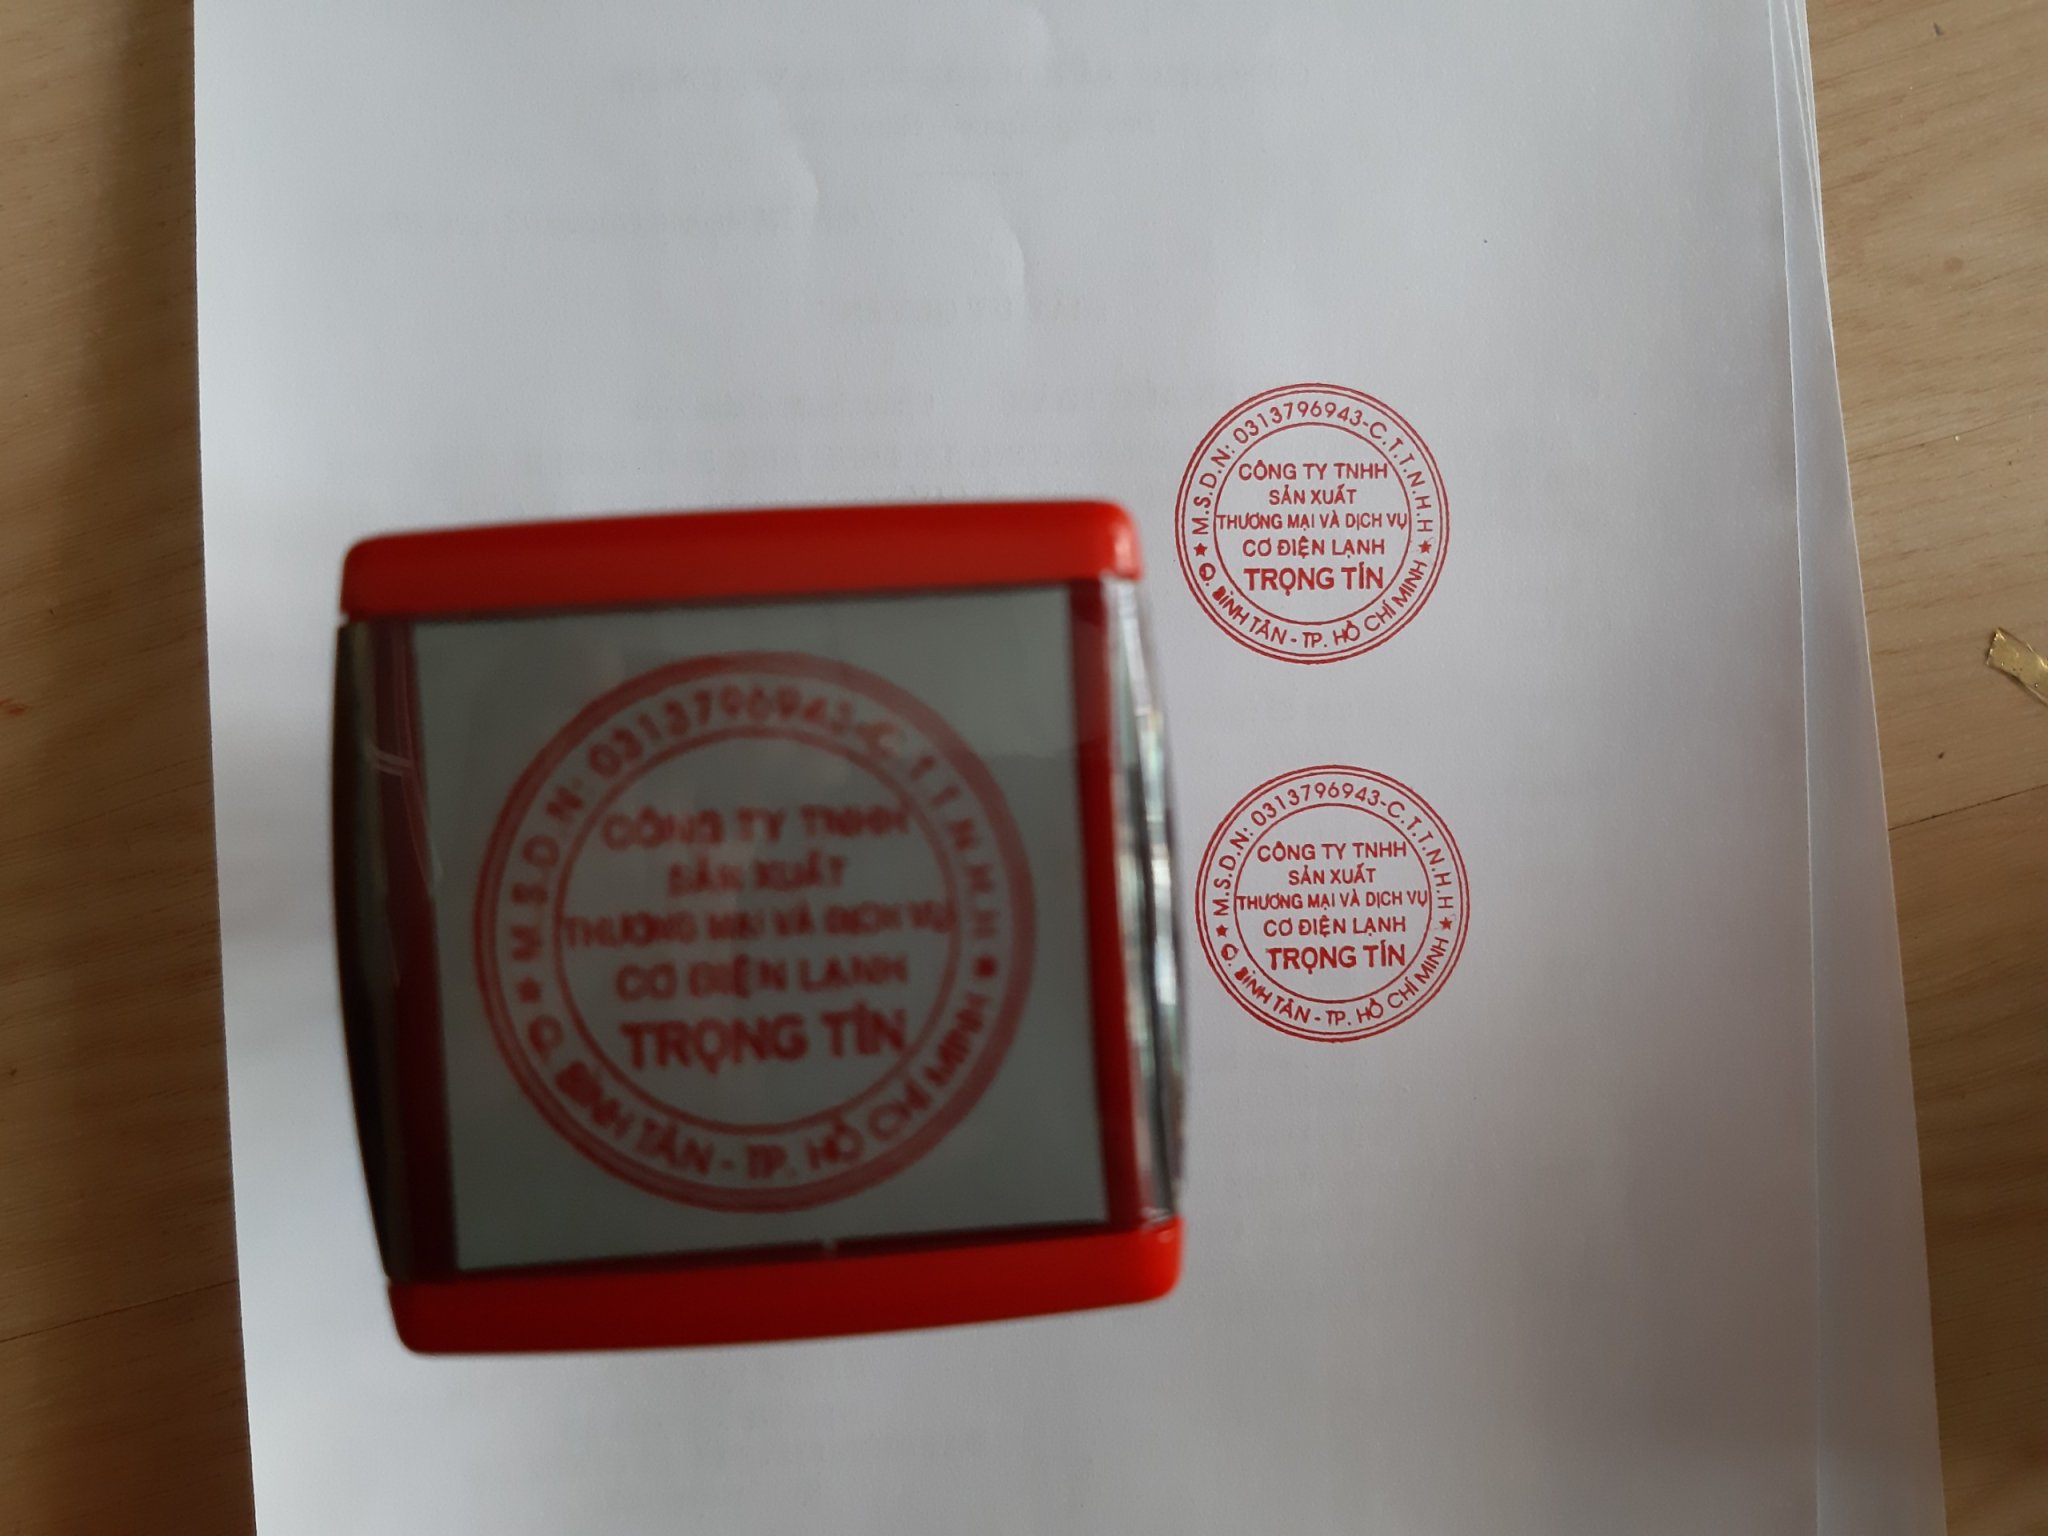 M.S.D.N: 0313796943-C.T.T.N.H.H
CÔNG TY TNHH
SẢN XUẤT
THƯƠNG MẠI VÀ DỊCH VỤ
CƠ ĐIỆN LẠNH
TRỌNG TÍN
★ Q. BÌNH TÂN - TP. HỒ CHÍ MINH ★
M.S.D.N: 0313796943-C.T.T.N.H.H
CÔNG TY TNHH
SẢN XUẤT
THƯƠNG MẠI VÀ DỊCH VỤ
CƠ ĐIỆN LẠNH
TRỌNG TÍN
★ Q. BÌNH TÂN - TP. HỒ CHÍ MINH ★
M.S.D.N: 0313796943-C.T.T.N.H.H
CÔNG TY TNHH
SẢN XUẤT
THƯƠNG MẠI VÀ DỊCH VỤ
CƠ ĐIỆN LẠNH
TRỌNG TÍN
★ Q. BÌNH TÂN - TP. HỒ CHÍ MINH ★